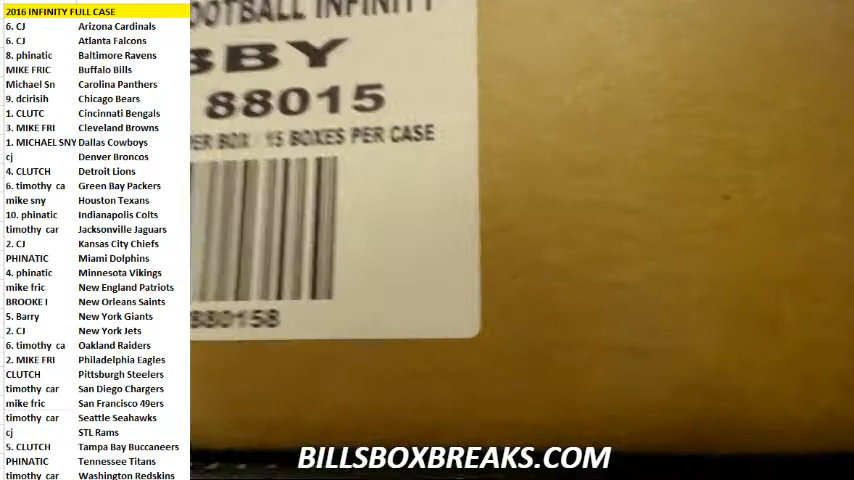 2016 INFINITY FULL CASE
6. CJ Arizona Cardinals
6. CJ Atlanta Falcons
8. phinatic Baltimore Ravens
MIKE FRIC Buffalo Bills
Michael Sn Carolina Panthers
9. dcirisih Chicago Bears
1. CLUTC Cincinnati Bengals
3. MIKE FRI Cleveland Browns
1. MICHAEL SNY Dallas Cowboys
cj Denver Broncos
4. CLUTCH Detroit Lions
6. timothy ca Green Bay Packers
mike sny Houston Texans
10. phinatic Indianapolis Colts
timothy car Jacksonville Jaguars
2. CJ Kansas City Chiefs
PHINATIC Miami Dolphins
4. phinatic Minnesota Vikings
mike fric New England Patriots
BROOKE I New Orleans Saints
5. Barry New York Giants
2. CJ New York Jets
6. timothy ca Oakland Raiders
2. MIKE FRI Philadelphia Eagles
CLUTCH Pittsburgh Steelers
timothy car San Diego Chargers
mike fric San Francisco 49ers
timothy car Seattle Seahawks
cj STL Rams
5. CLUTCH Tampa Bay Buccaneers
PHINATIC Tennessee Titans
timothy car Washington Redskins
OOTBALL INFINIT
BBY
88015
ER BOX 15 BOXES PER CASE
880158
BILLSBOXBREAKS.COM